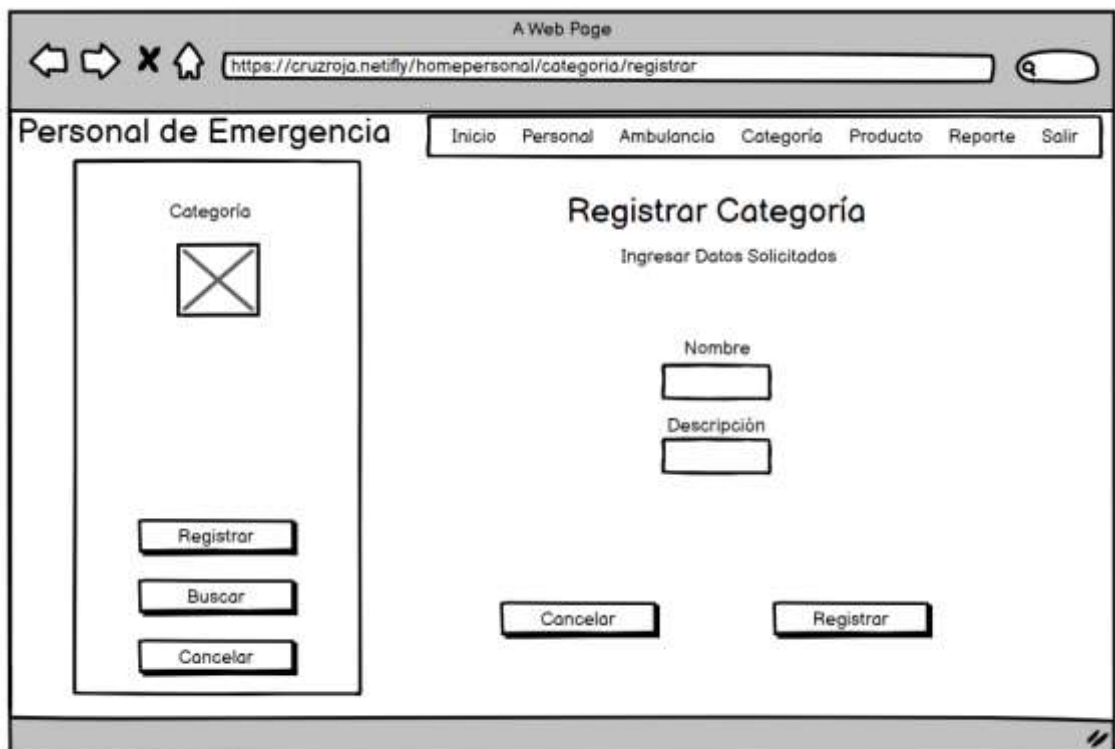 A Web Page
https://cruzroja.netifly/homepersonal/categoria/registrar
Personal de Emergencia
Inicio Personal Ambulancia Categoría Producto Reporte Salir
Categoría
Registrar
Buscar
Cancelar
Registrar Categoría
Ingresar Datos Solicitados
Nombre
Descripción
Cancelar Registrar